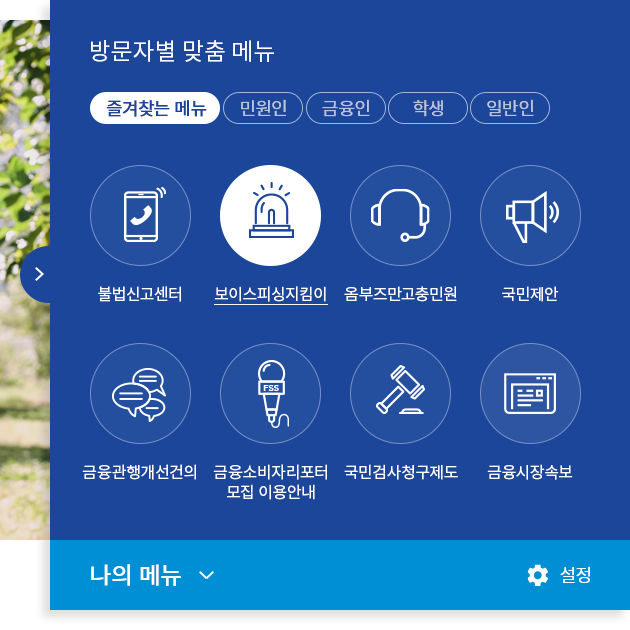 방문자별 맞춤 메뉴
즐겨찾는 메뉴 민원인 금융인 학생 일반인
불법신고센터 보이스피싱지킴이 옴부즈만고충민원 국민제안
FSS
금융관행개선건의 금융소비자리포터 국민검사청구제도 금융시장속보
모집 이용안내
나의 메뉴 설정